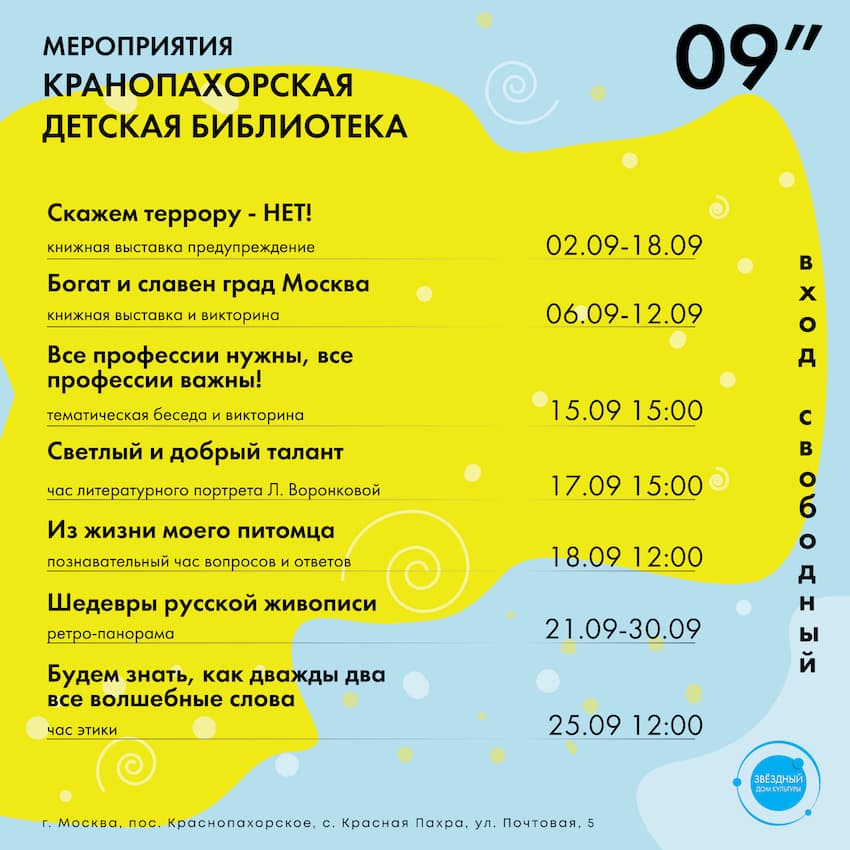 МЕРОПРИЯТИЯ
КРАНОПАХОРСКАЯ
ДЕТСКАЯ БИБЛИОТЕКА
09”
Скажем террору - НЕТ!
книжная выставка предупреждение
02.09-18.09
Богат и славен град Москва
книжная выставка и викторина
06.09-12.09
Все профессии нужны, все
профессии важны!
тематическая беседа и викторина
15.09 15:00
Светлый и добрый талант
час литературного портрета Л. Воронковой
17.09 15:00
Из жизни моего питомца
познавательный час вопросов и ответов
18.09 12:00
Шедевры русской живописи
ретро-панорама
21.09-30.09
Будем знать, как дважды два
все волшебные слова
час этики
25.09 12:00
вход свободный
ЗВЁЗДНЫЙ
ДОМ КУЛЬТУРЫ
г. Москва, пос. Краснопахорское, с. Красная Пахра, ул. Почтовая, 5